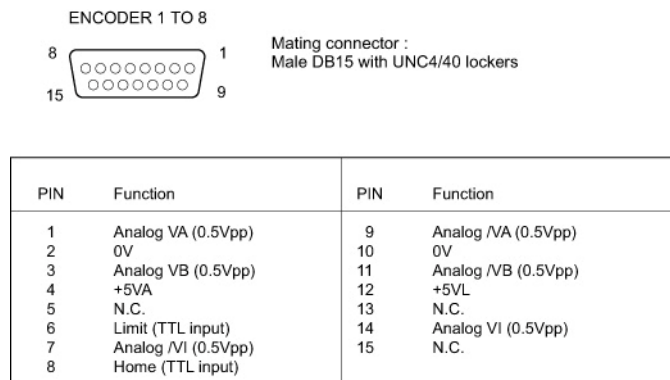 ENCODER 1 TO 8
8 1
15 9
Mating connector :
Male DB15 with UNC4/40 lockers
PIN Function PIN Function
1 Analog VA (0.5Vpp) 9 Analog /VA (0.5Vpp)
2 0V 10 0V
3 Analog VB (0.5Vpp) 11 Analog /VB (0.5Vpp)
4 +5VA 12 +5VL
5 N.C. 13 N.C.
6 Limit (TTL input) 14 Analog VI (0.5Vpp)
7 Analog /VI (0.5Vpp) 15 N.C.
8 Home (TTL input)